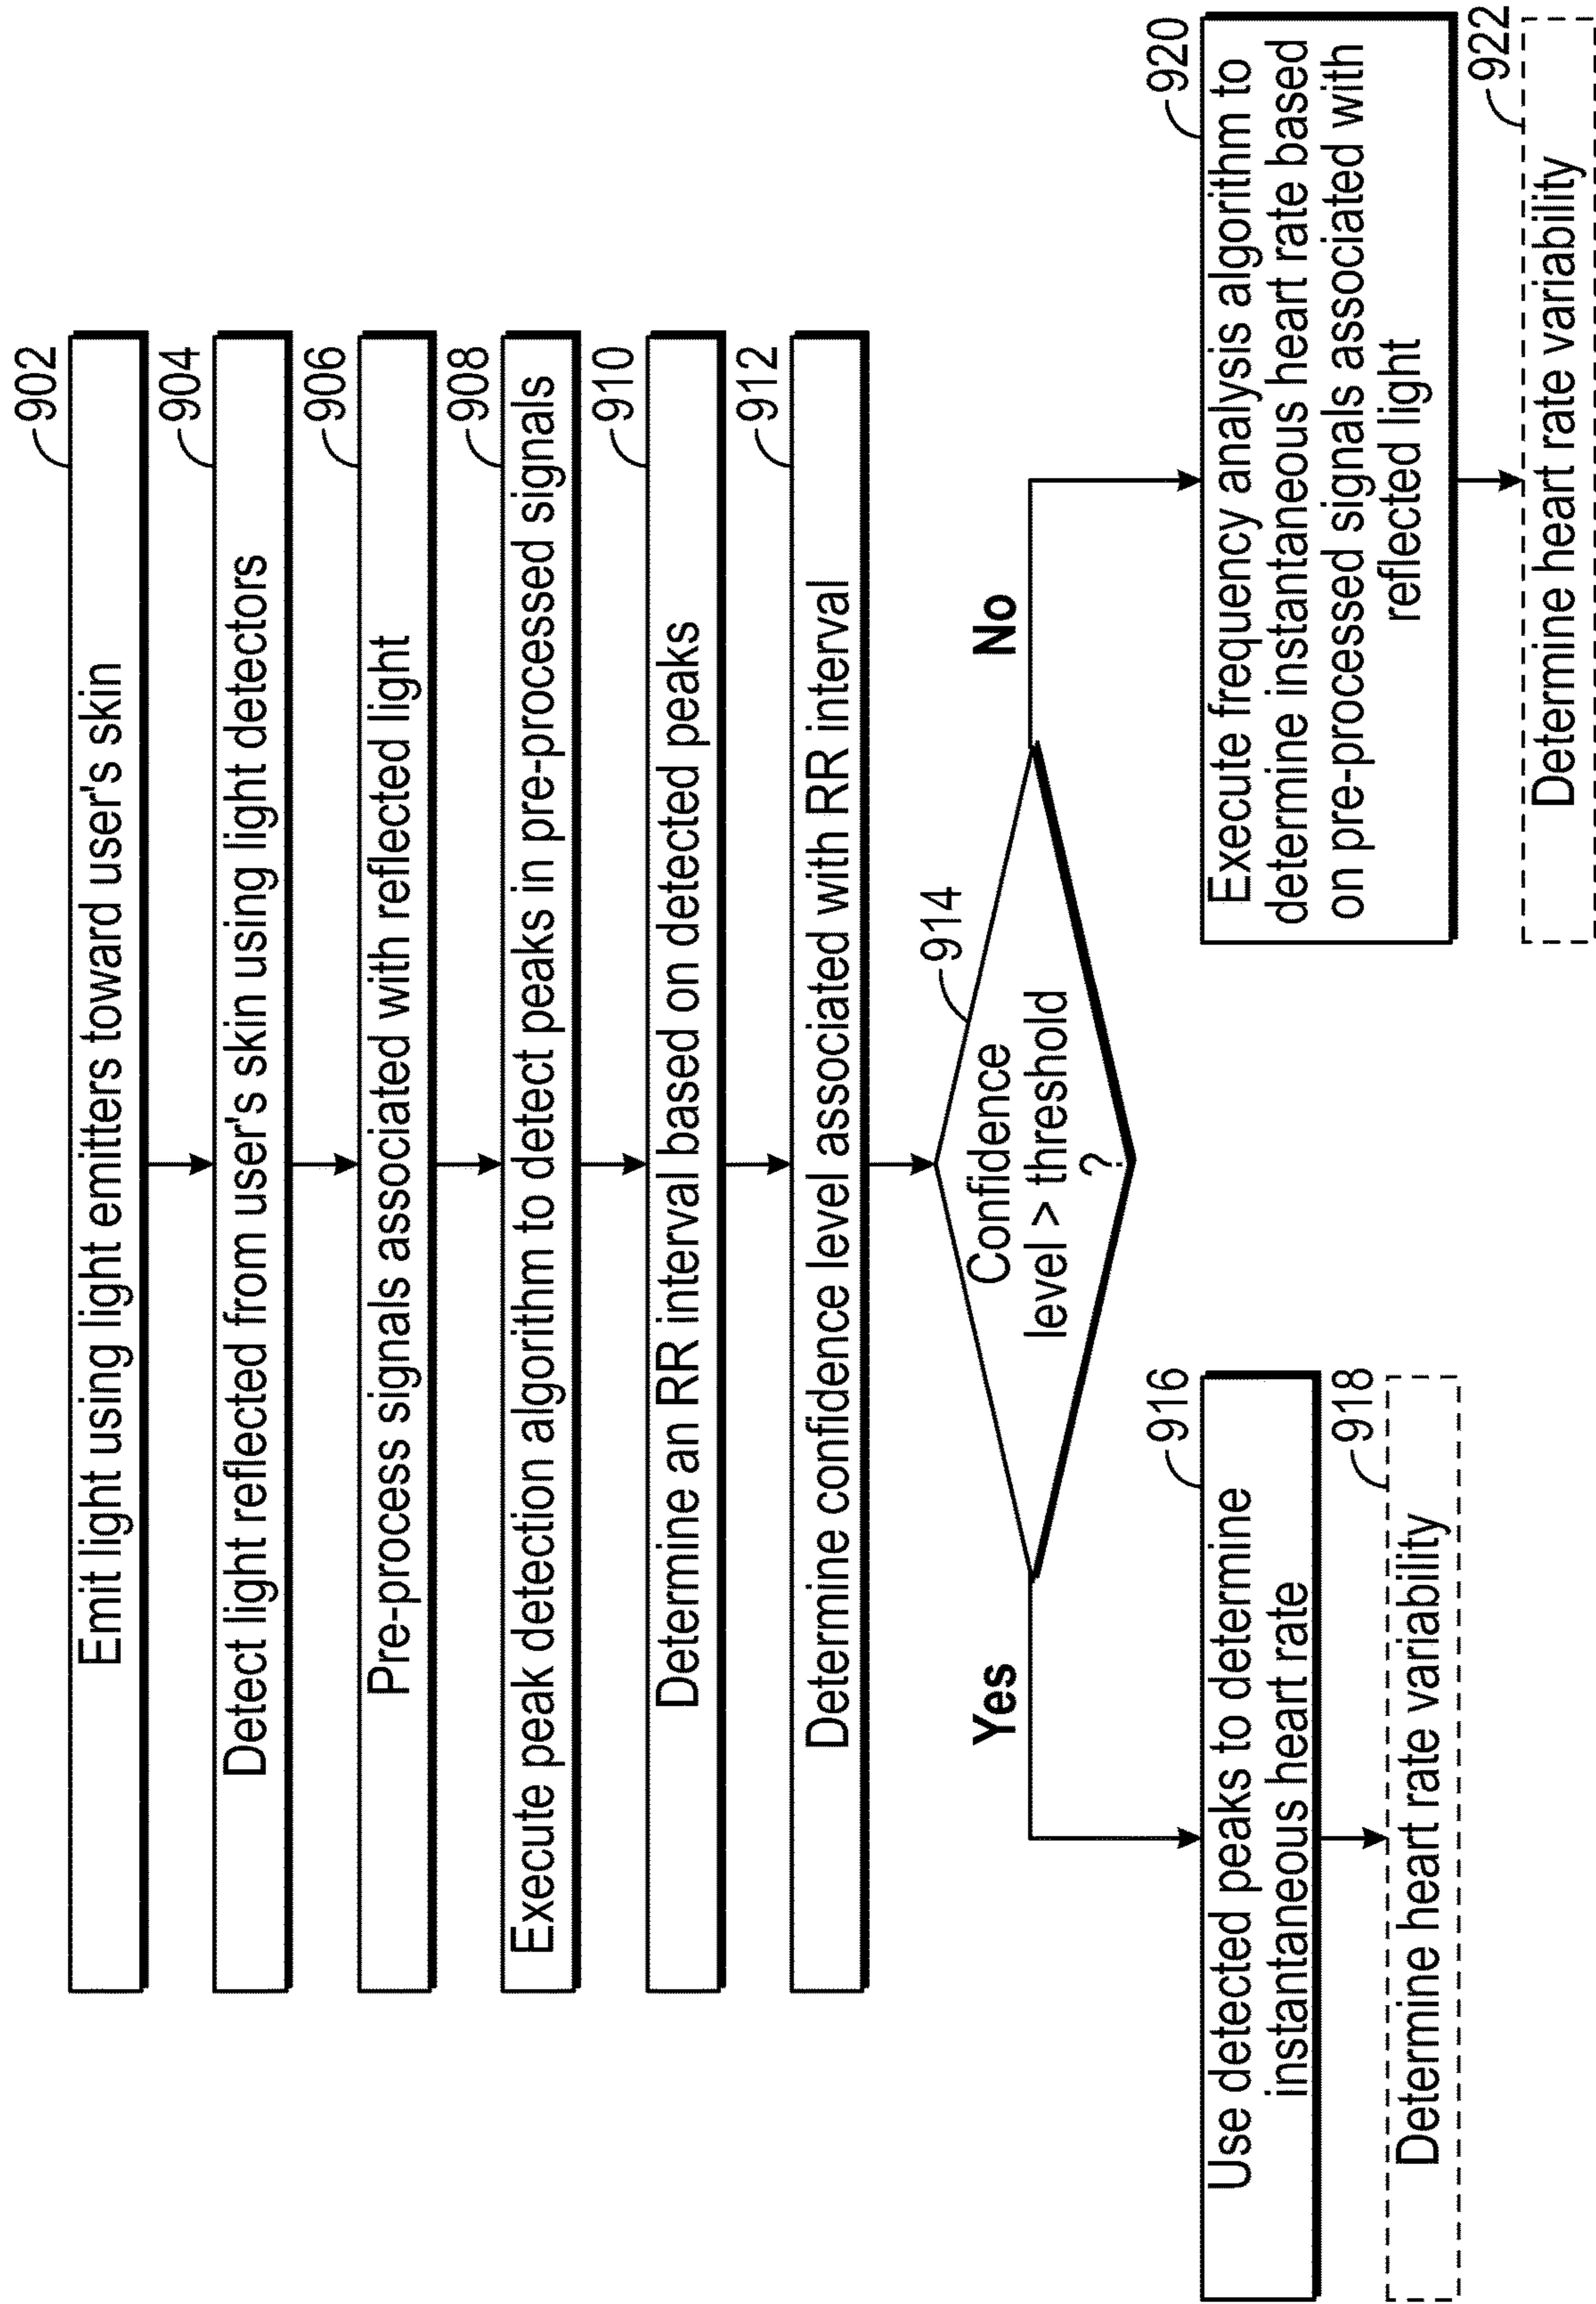 902
Emit light using light emitters toward user's skin
904
Detect light reflected from user's skin using light detectors
906
Pre-process signals associated with reflected light
908
Execute peak detection algorithm to detect peaks in pre-processed signals
910
Determine an RR interval based on detected peaks
912
Determine confidence level associated with RR interval
914
Confidence
level > threshold
?
Yes
No
916
Use detected peaks to determine
instantaneous heart rate
918
Determine heart rate variability
920
Execute frequency analysis algorithm to
determine instantaneous heart rate based
on pre-processed signals associated with
reflected light
922
Determine heart rate variability